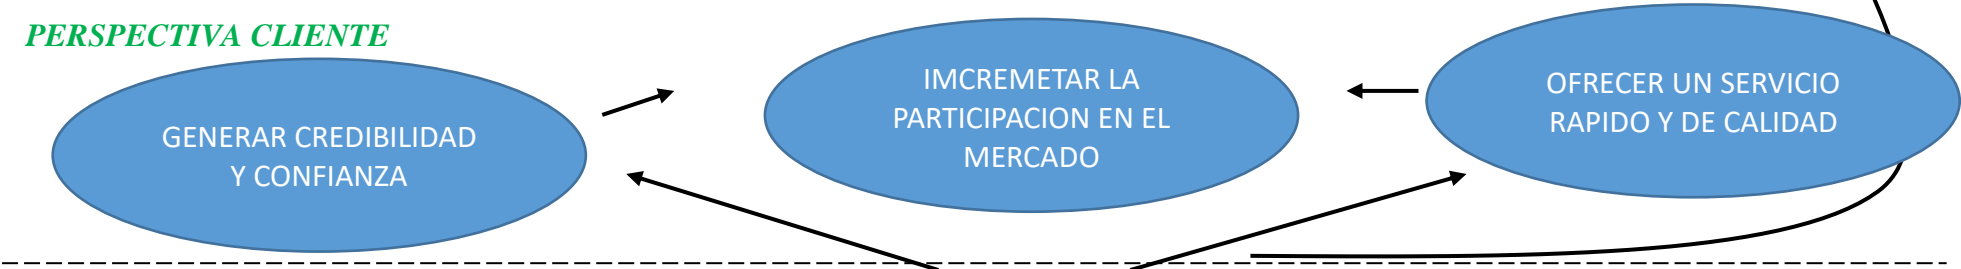 PERSPECTIVA CLIENTE
GENERAR CREDIBILIDAD
Y CONFIANZA
IMCREMETAR LA
PARTICIPACION EN EL
MERCADO
OFRECER UN SERVICIO
RAPIDO Y DE CALIDAD